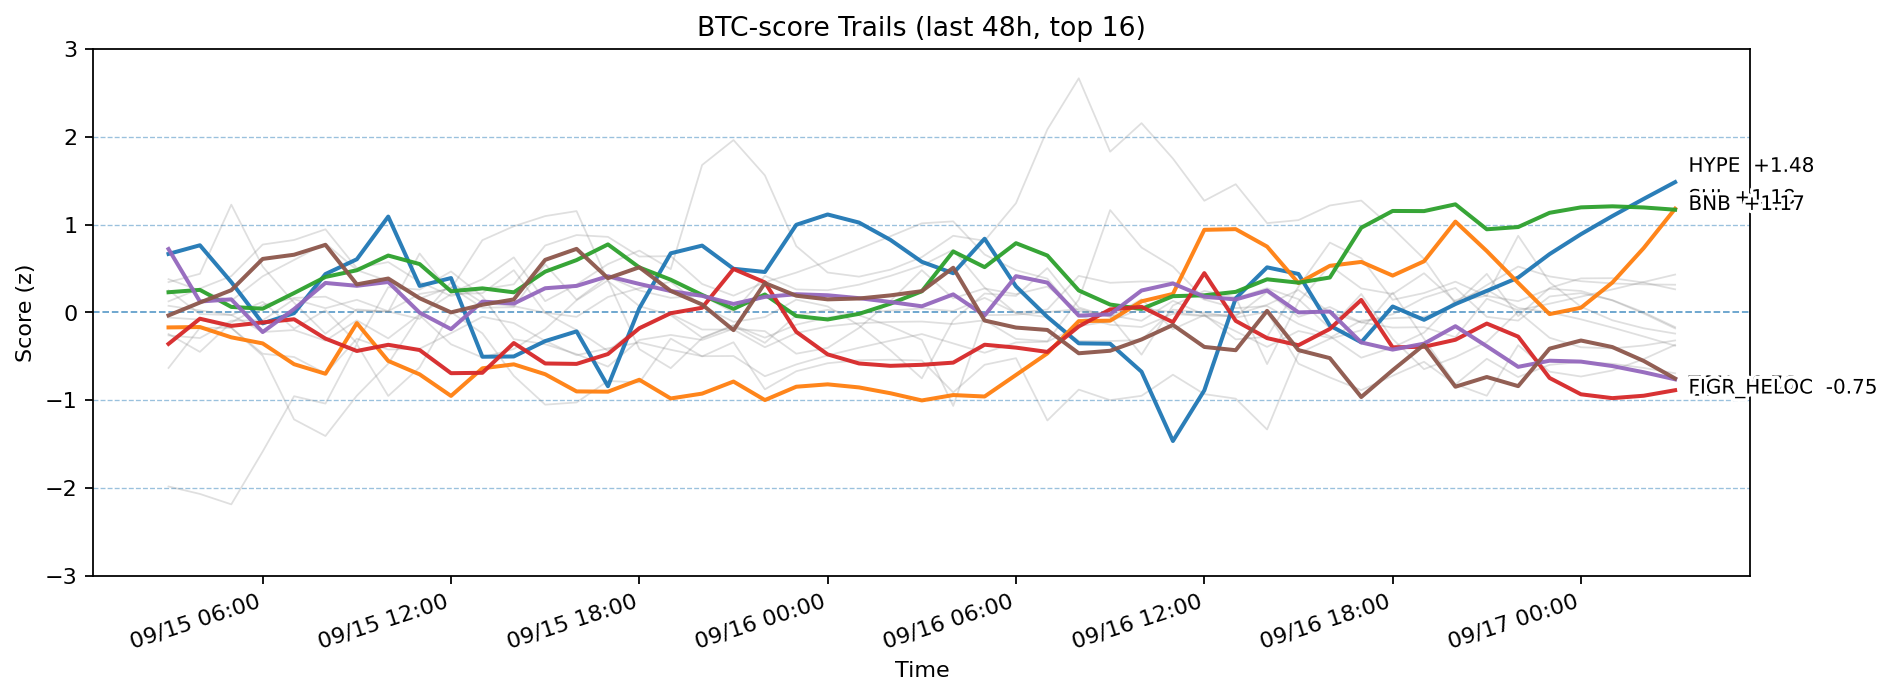 BTC-score Trails (last 48h, top 16)
3
2
1
0
−1
−2
−3
Score (z)
HYPE +1.48
BNB +1.17
FIGR_HELOC -0.75
09/15 06:00
09/15 12:00
09/15 18:00
09/16 00:00
09/16 06:00
09/16 12:00
09/16 18:00
09/17 00:00
Time